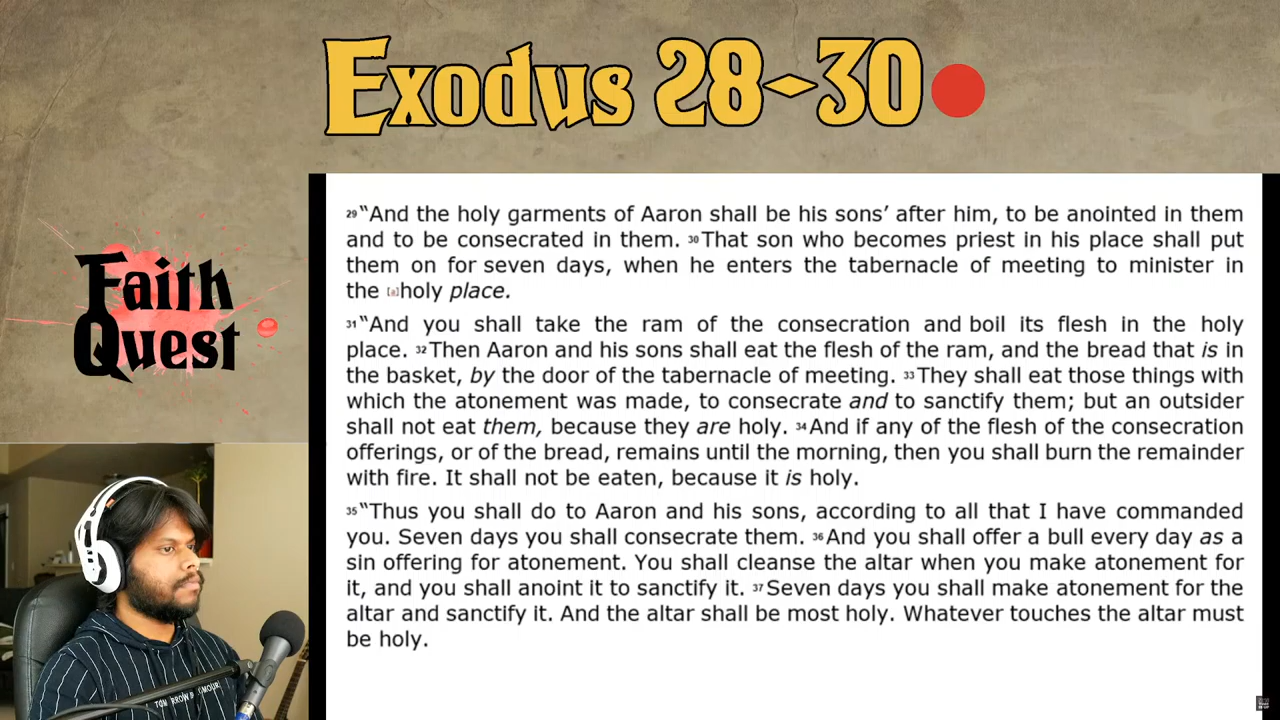 Exodus 28-30
Faith
Quest
29 “And the holy garments of Aaron shall be his sons’ after him, to be anointed in them
and to be consecrated in them. 30 That son who becomes priest in his place shall put
them on for seven days, when he enters the tabernacle of meeting to minister in
the [a]holy place.
31 “And you shall take the ram of the consecration and boil its flesh in the holy
place. 32 Then Aaron and his sons shall eat the flesh of the ram, and the bread that is in
the basket, by the door of the tabernacle of meeting. 33 They shall eat those things with
which the atonement was made, to consecrate and to sanctify them; but an outsider
shall not eat them, because they are holy. 34 And if any of the flesh of the consecration
offerings, or of the bread, remains until the morning, then you shall burn the remainder
with fire. It shall not be eaten, because it is holy.
35 “Thus you shall do to Aaron and his sons, according to all that I have commanded
you. Seven days you shall consecrate them. 36 And you shall offer a bull every day as a
sin offering for atonement. You shall cleanse the altar when you make atonement for
it, and you shall anoint it to sanctify it. 37 Seven days you shall make atonement for the
altar and sanctify it. And the altar shall be most holy. Whatever touches the altar must
be holy.